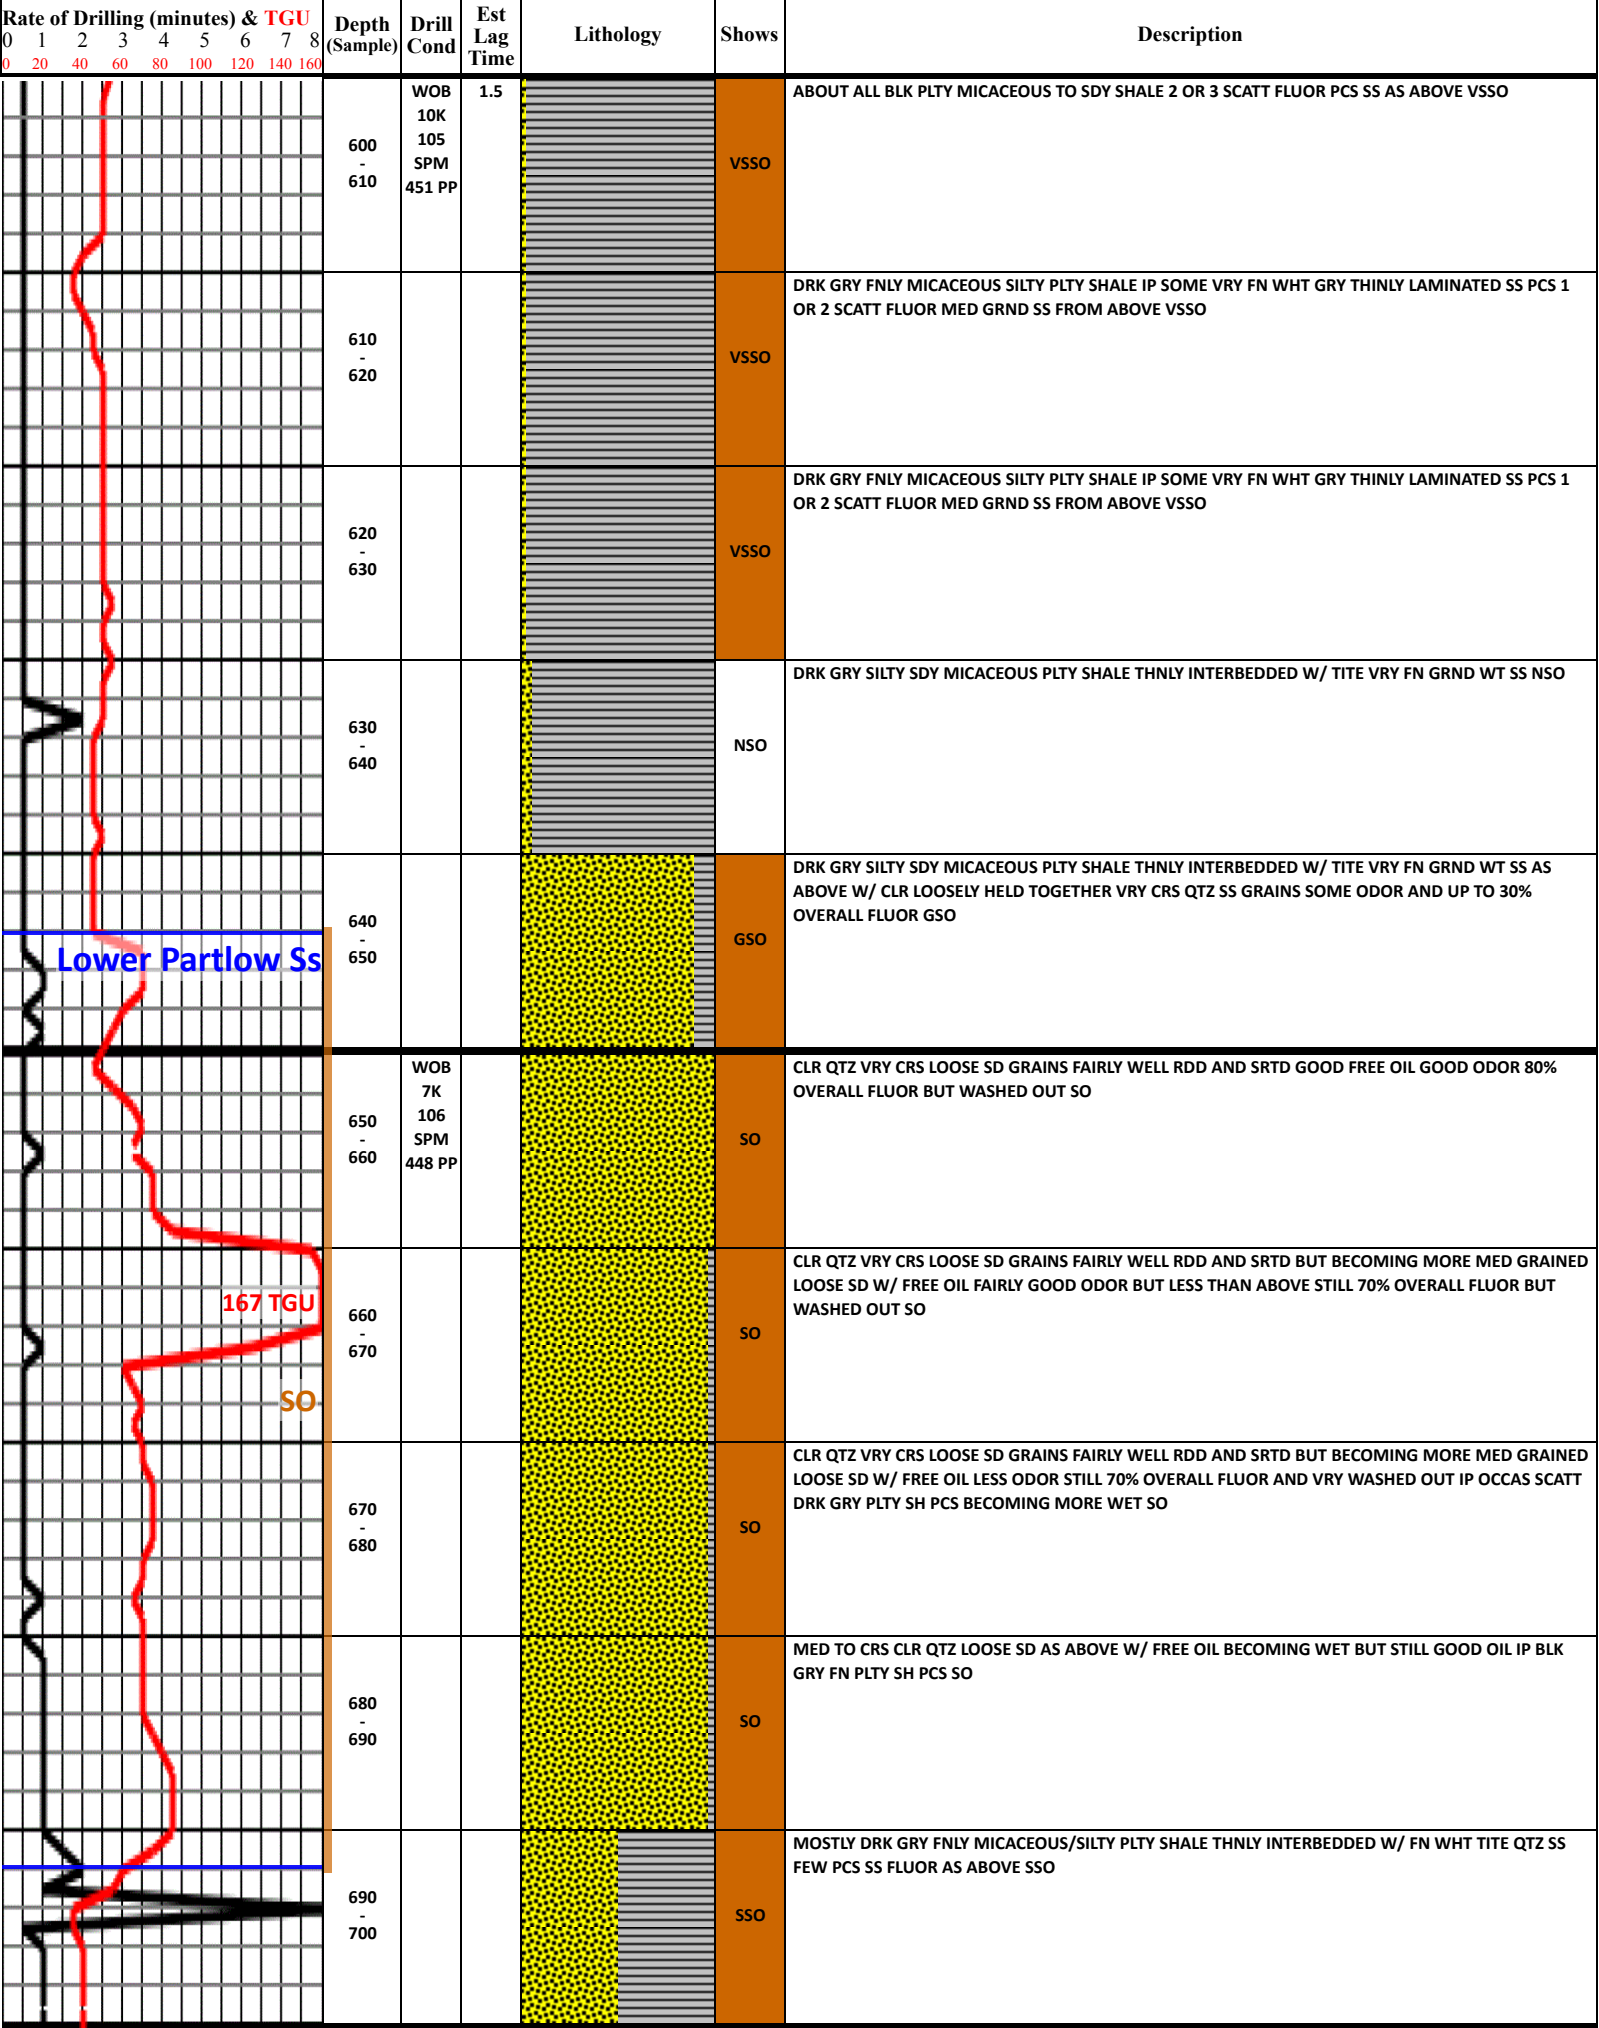 Rate of Drilling (minutes) & TGU
0 1 2 3 4 5 6 7 8
0 20 40 60 80 100 120 140 160
Depth
(Sample)
Drill
Cond
Est
Lag
Time
Lithology
Shows
Description
600
-
610
WOB
10K
105
SPM
451 PP
1.5
VSSO
ABOUT ALL BLK PLTY MICACEOUS TO SDY SHALE 2 OR 3 SCATT FLUOR PCS SS AS ABOVE VSSO
610
-
620
VSSO
DRK GRY FNLY MICACEOUS SILTY PLTY SHALE IP SOME VRY FN WHT GRY THINLY LAMINATED SS PCS 1
OR 2 SCATT FLUOR MED GRND SS FROM ABOVE VSSO
620
-
630
VSSO
DRK GRY FNLY MICACEOUS SILTY PLTY SHALE IP SOME VRY FN WHT GRY THINLY LAMINATED SS PCS 1
OR 2 SCATT FLUOR MED GRND SS FROM ABOVE VSSO
630
-
640
NSO
DRK GRY SILTY SDY MICACEOUS PLTY SHALE THNLY INTERBEDDED W/ TITE VRY FN GRND WT SS NSO
Lower Partlow Ss
640
-
650
GSO
DRK GRY SILTY SDY MICACEOUS PLTY SHALE THNLY INTERBEDDED W/ TITE VRY FN GRND WT SS AS
ABOVE W/ CLR LOOSELY HELD TOGETHER VRY CRS QTZ SS GRAINS SOME ODOR AND UP TO 30%
OVERALL FLUOR GSO
650
-
660
WOB
7K
106
SPM
448 PP
SO
CLR QTZ VRY CRS LOOSE SD GRAINS FAIRLY WELL RDD AND SRTD GOOD FREE OIL GOOD ODOR 80%
OVERALL FLUOR BUT WASHED OUT SO
167 TGU
SO
660
-
670
SO
CLR QTZ VRY CRS LOOSE SD GRAINS FAIRLY WELL RDD AND SRTD BUT BECOMING MORE MED GRAINED
LOOSE SD W/ FREE OIL FAIRLY GOOD ODOR BUT LESS THAN ABOVE STILL 70% OVERALL FLUOR BUT
WASHED OUT SO
670
-
680
SO
CLR QTZ VRY CRS LOOSE SD GRAINS FAIRLY WELL RDD AND SRTD BUT BECOMING MORE MED GRAINED
LOOSE SD W/ FREE OIL LESS ODOR STILL 70% OVERALL FLUOR AND VRY WASHED OUT IP OCCAS SCATT
DRK GRY PLTY SH PCS BECOMING MORE WET SO
680
-
690
SO
MED TO CRS CLR QTZ LOOSE SD AS ABOVE W/ FREE OIL BECOMING WET BUT STILL GOOD OIL IP BLK
GRY FN PLTY SH PCS SO
690
-
700
SSO
MOSTLY DRK GRY FNLY MICACEOUS/SILTY PLTY SHALE THNLY INTERBEDDED W/ FN WHT TITE QTZ SS
FEW PCS SS FLUOR AS ABOVE SSO